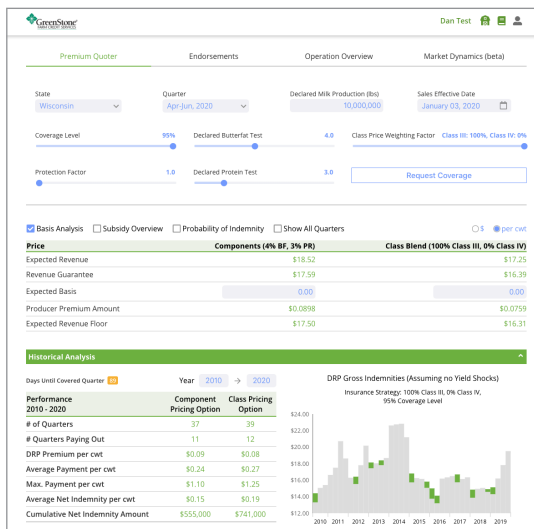 GreenStone
FARM CREDIT SERVICES
Dan Test
Premium Quoter
Endorsements
Operation Overview
Market Dynamics (beta)
State
Quarter
Declared Milk Production (lbs)
Sales Effective Date
Wisconsin
Apr-Jun, 2020
10,000,000
January 03, 2020
Coverage Level 95%
Declared Butterfat Test 4.0
Class Price Weighting Factor Class III: 100%, Class IV: 0%
Protection Factor 1.0
Declared Protein Test 3.0
Request Coverage
Basis Analysis Subsidy Overview Probability of Indemnity Show All Quarters $ per cwt
Price Components (4% BF, 3% PR) Class Blend (100% Class III, 0% Class IV)
Expected Revenue $18.52 $17.25
Revenue Guarantee $17.59 $16.39
Expected Basis 0.00 0.00
Producer Premium Amount $0.0898 $0.0759
Expected Revenue Floor $17.50 $16.31
Historical Analysis
Days Until Covered Quarter
Year 2010 → 2020
Performance
2010 - 2020
Component
Pricing Option
Class Pricing
Option
# of Quarters 37 39
# Quarters Paying Out 11 12
DRP Premium per cwt $0.09 $0.08
Average Payment per cwt $0.24 $0.27
Max. Payment per cwt $1.10 $1.25
Average Net Indemnity per cwt $0.15 $0.19
Cumulative Net Indemnity Amount $555,000 $741,000
DRP Gross Indemnities (Assuming no Yield Shocks)
Insurance Strategy: 100% Class III, 0% Class IV,
95% Coverage Level
$24.00
$22.00
$20.00
$18.00
$16.00
$14.00
$12.00
2010 2011 2012 2013 2014 2015 2016 2017 2018 2019